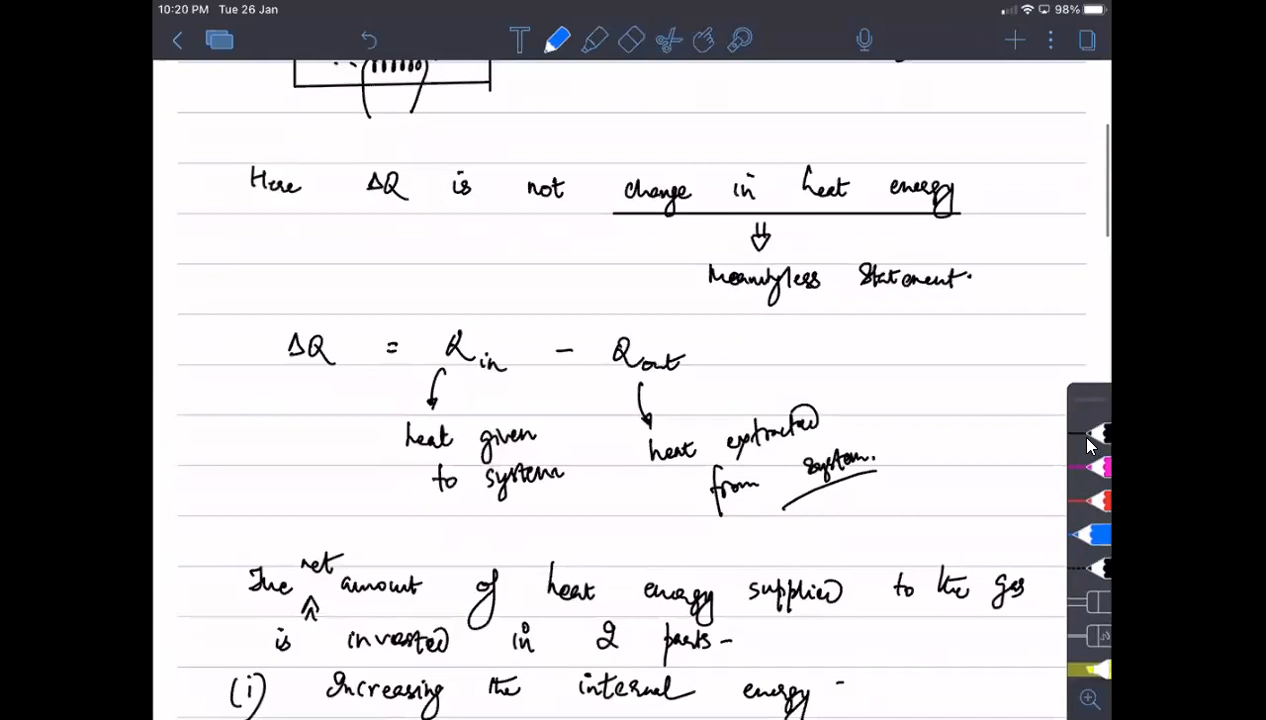 10:20 PM Tue 26 Jan
98%
Here ΔQ is not change in heat energy
⇓
Meaningless Statement.
ΔQ = Qin - Qout
heat given
to system
heat extracted
from system.
The net amount of heat energy supplied to the gas
is invested in 2 parts -
(i) Increasing the internal energy -